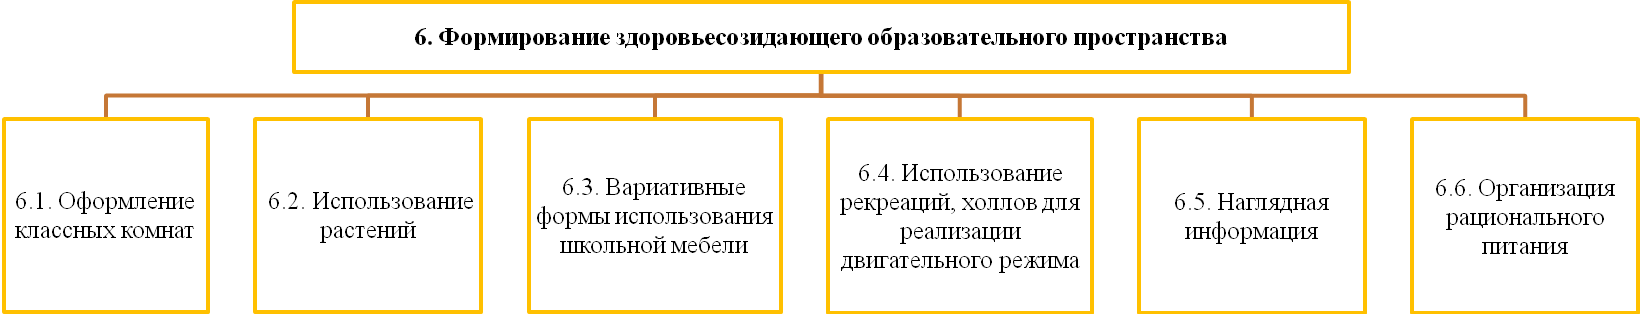 6. Формирование здоровьесозидающего образовательного пространства
6.1. Оформление
классных комнат
6.2. Использование
растений
6.3. Вариативные
формы использования
школьной мебели
6.4. Использование
рекреаций, холлов для
реализации
двигательного режима
6.5. Наглядная
информация
6.6. Организация
рационального
питания